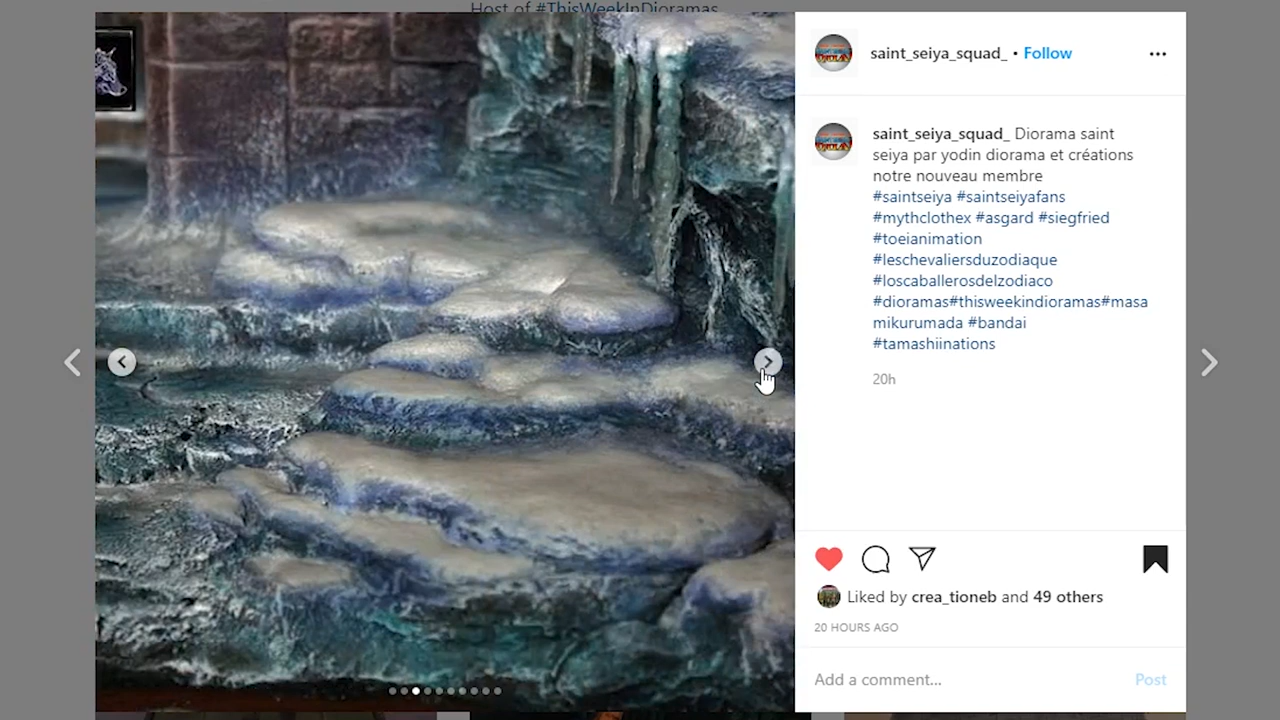 Host of #ThisWeekInDioramas
saint_seiya_squad_ • Follow
saint_seiya_squad_ Diorama saint
seiya par yodin diorama et créations
notre nouveau membre
#saintseiya #saintseiyafans
#mythclothex #asgard #siegfried
#toeianimation
#leschevaliersduzodiaque
#loscaballerosdelzodiaco
#dioramas#thisweekindioramas#masa
mikurumada #bandai
#tamashiinations
20h
Liked by crea_tioneb and 49 others
20 HOURS AGO
Add a comment...
Post